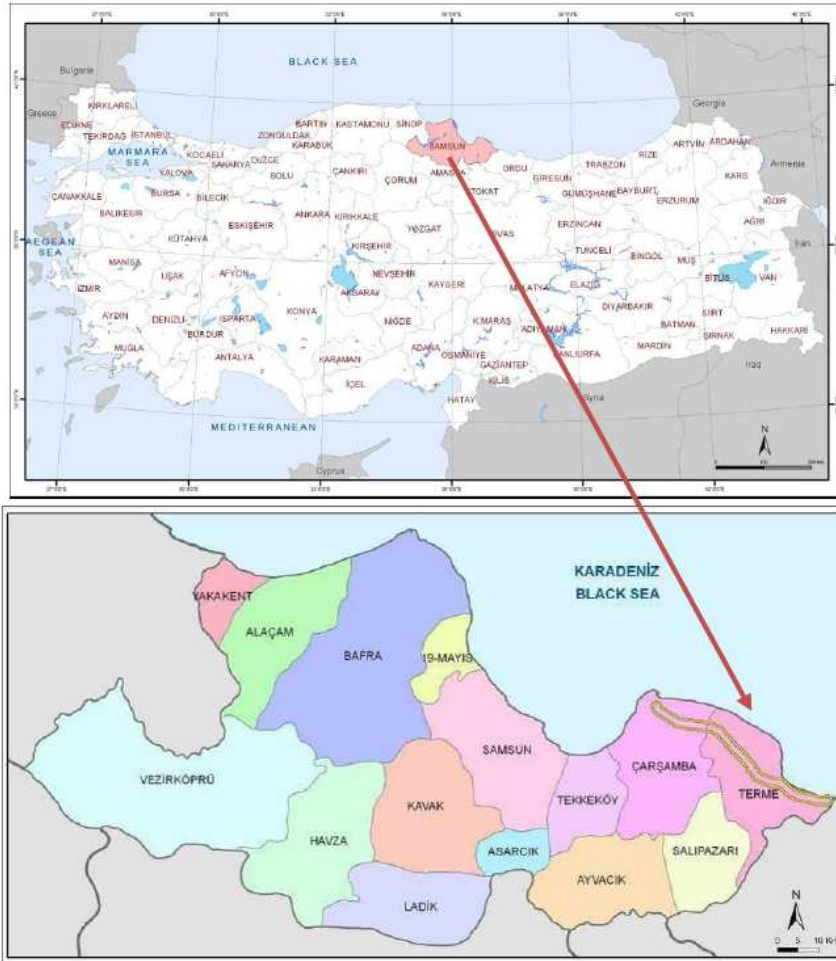 BLACK SEA
Bulgaria
Georgia
KIRKLARELİ
BARTIN KASTAMONU SİNOP
Greece
EDİRNE
TEKİRDAĞ İSTANBUL
ZONGULDAK
SAMSUN
ARTVİN ARDAHAN
KOCAELİ
KARABÜK
RİZE
MARMARA
SEA
SAKARYA
DÜZCE
ORDU
TRABZON
Armenia
YALOVA
BOLU
ÇANKIRI
ÇORUM
AMASYA
GİRESUN
KARS
ÇANAKKALE
BURSA
BİLECİK
TOKAT
GÜMÜŞHANE
BAYBURT
ERZURUM
IĞDIR
BALIKESİR
ESKİŞEHİR
ANKARA
KIRIKKALE
YOZGAT
SİVAS
ERZİNCAN
AĞRI
AEGEAN
SEA
KÜTAHYA
KIRŞEHİR
TUNCELİ
BİNGÖL
MUŞ
Iran
MANİSA
UŞAK
AFYON
NEVŞEHİR
KAYSERİ
MALATYA
ELAZIĞ
BİTLİS
VAN
İZMİR
AKSARAY
DİYARBAKIR
AYDIN
DENİZLİ
ISPARTA
KONYA
NİĞDE
K.MARAŞ
ADIYAMAN
BATMAN
SİİRT
BURDUR
ŞIRNAK
HAKKARİ
MUĞLA
ANTALYA
KARAMAN
ADANA
OSMANİYE
GAZİANTEP
ŞANLIURFA
MARDİN
İÇEL
KİLİS
Iraq
HATAY
Syria
MEDITERRANEAN
Cyprus
N
KARADENİZ
BLACK SEA
YAKAKENT
ALAÇAM
BAFRA
19-MAYIS
SAMSUN
ÇARŞAMBA
VEZİRKÖPRÜ
TEKKEKÖY
TERME
KAVAK
HAVZA
ASARCIK
SALIPAZARI
AYVACIK
LADİK
N
0 5 10 Km